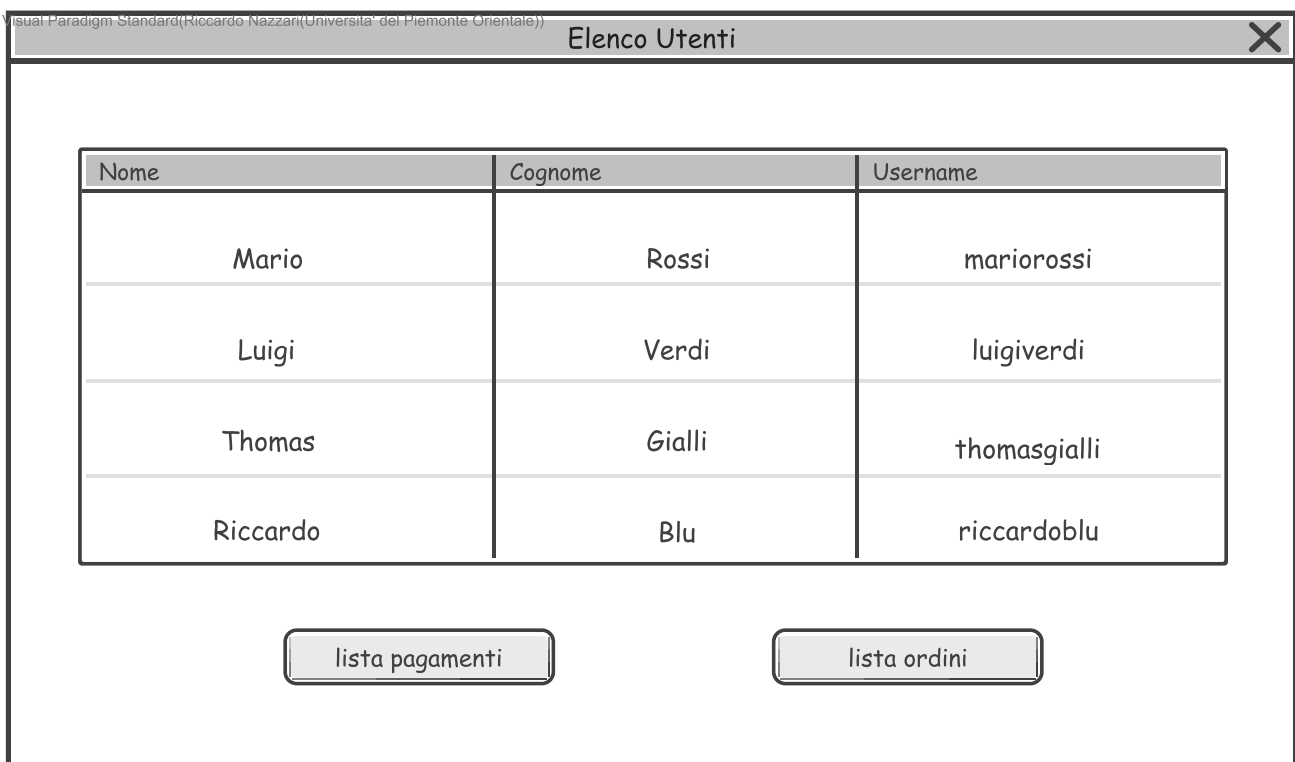 Visual Paradigm Standard(Riccardo Nazzari(Universita' del Piemonte Orientale))
Elenco Utenti
Nome Cognome Username
Mario Rossi mariorossi
Luigi Verdi luigiverdi
Thomas Gialli thomasgialli
Riccardo Blu riccardoblu
lista pagamenti lista ordini